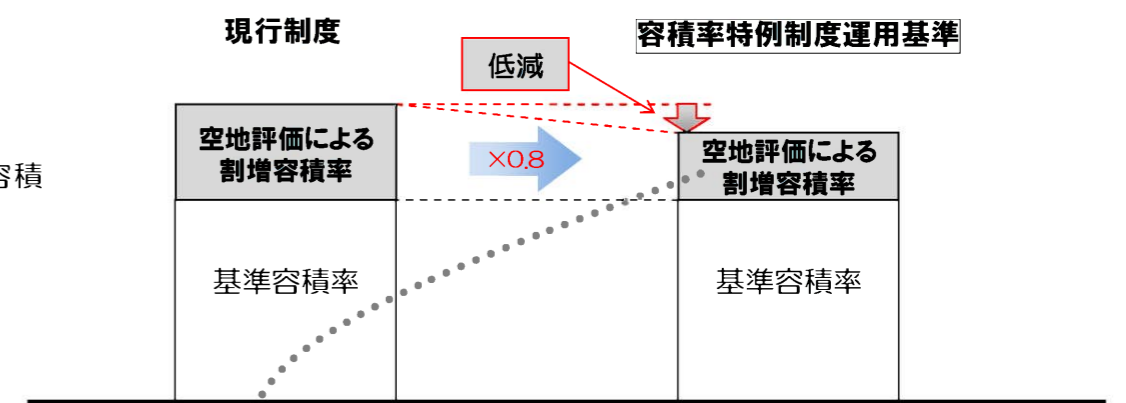 現行制度
容積率特例制度運用基準
低減
空地評価による
割増容積率
×0.8
空地評価による
割増容積率
容積
基準容積率
基準容積率